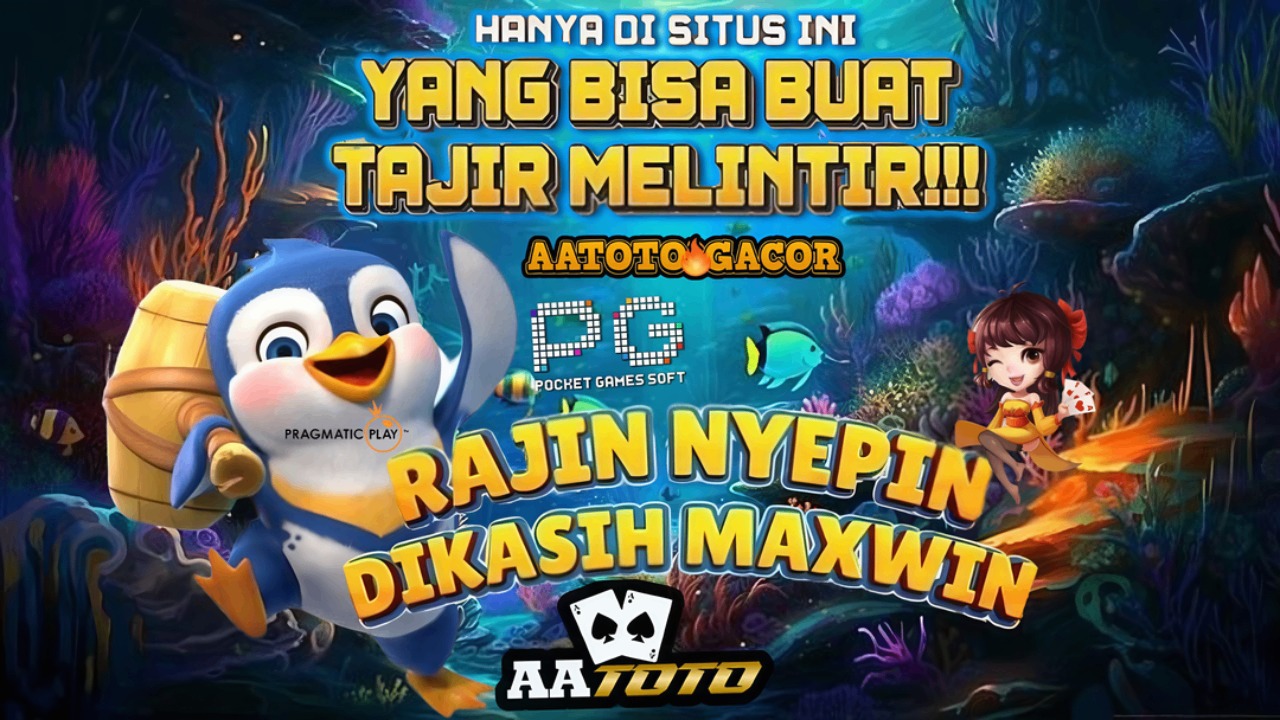 HANYA DI SITUS INI
YANG BISA BUAT
TAJIR MELINTIR!!!
AATOTO🔥GACOR
PG
POCKET GAMES SOFT
PRAGMATIC PLAY™
RAJIN NYEPIN
DIKASIH MAXWIN
A A
AATOTO